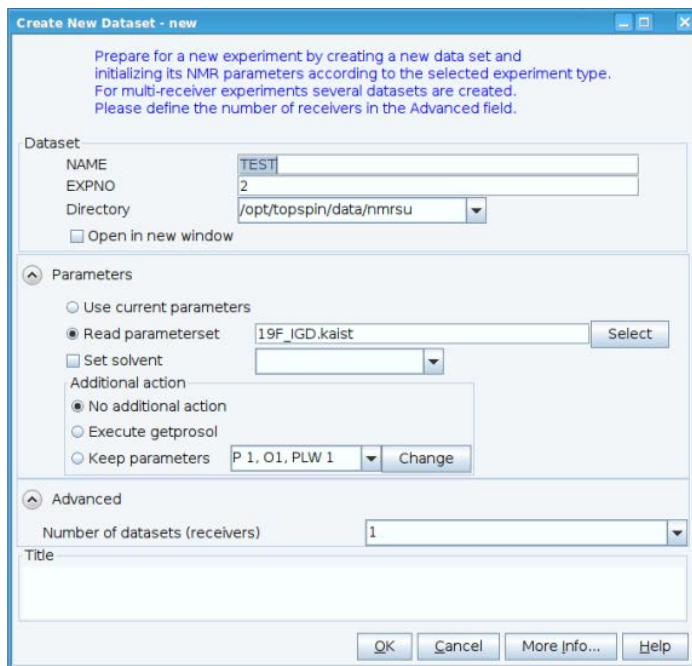 Create New Dataset - new
Prepare for a new experiment by creating a new data set and
initializing its NMR parameters according to the selected experiment type.
For multi-receiver experiments several datasets are created.
Please define the number of receivers in the Advanced field.
Dataset
NAME TEST
EXPNO 2
Directory /opt/topspin/data/nmrsu
Open in new window
Parameters
Use current parameters
Read parameterset 19F_IGD.kaist Select
Set solvent
Additional action
No additional action
Execute getprosol
Keep parameters P 1, O1, PLW 1 Change
Advanced
Number of datasets (receivers) 1
Title
OK Cancel More Info... Help